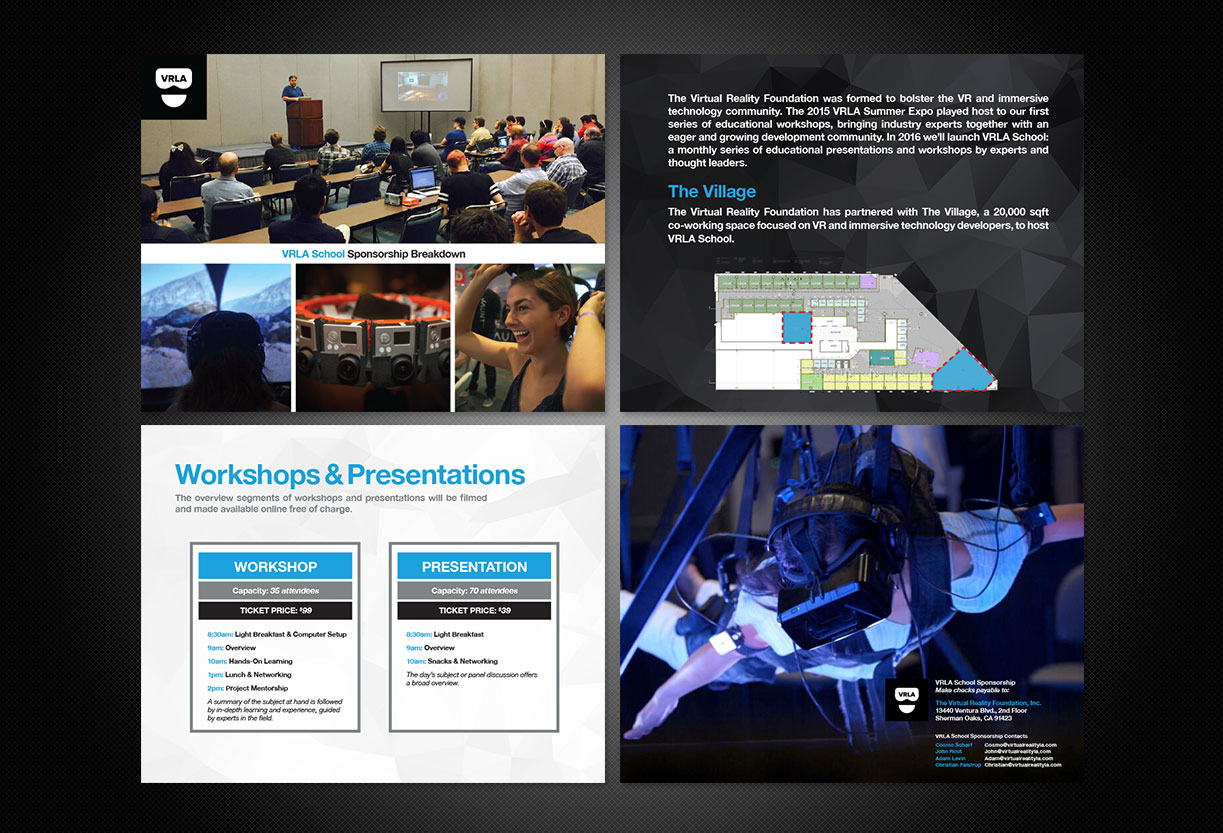 VRLA
VRLA School Sponsorship Breakdown
The Virtual Reality Foundation was formed to bolster the VR and immersive
technology community. The 2015 VRLA Summer Expo played host to our first
series of educational workshops, bringing industry experts together with an
eager and growing development community. In 2016 we'll launch VRLA School:
a monthly series of educational presentations and workshops by experts and
thought leaders.
The Village
The Virtual Reality Foundation has partnered with The Village, a 20,000 sqft
co-working space focused on VR and immersive technology developers, to host
VRLA School.
Workshops & Presentations
The overview segments of workshops and presentations will be filmed
and made available online free of charge.
WORKSHOP
Capacity: 35 attendees
TICKET PRICE: $99
8:30am: Light Breakfast & Computer Setup
9am: Overview
10am: Hands-On Learning
1pm: Lunch & Networking
2pm: Project Mentorship
A summary of the subject at hand is followed
by in-depth learning and experience, guided
by experts in the field.
PRESENTATION
Capacity: 70 attendees
TICKET PRICE: $39
8:30am: Light Breakfast
9am: Overview
10am: Snacks & Networking
The day's subject or panel discussion offers
a broad overview.
VRLA
VRLA School Sponsorship
Make checks payable to:
The Virtual Reality Foundation, Inc.
13440 Ventura Blvd., 2nd Floor
Sherman Oaks, CA 91423
VRLA School Sponsorship Contacts
Cosmo Scharf Cosmo@virtualrealityla.com
John Root John@virtualrealityla.com
Adam Levin Adam@virtualrealityla.com
Christian Falstrup Christian@virtualrealityla.com